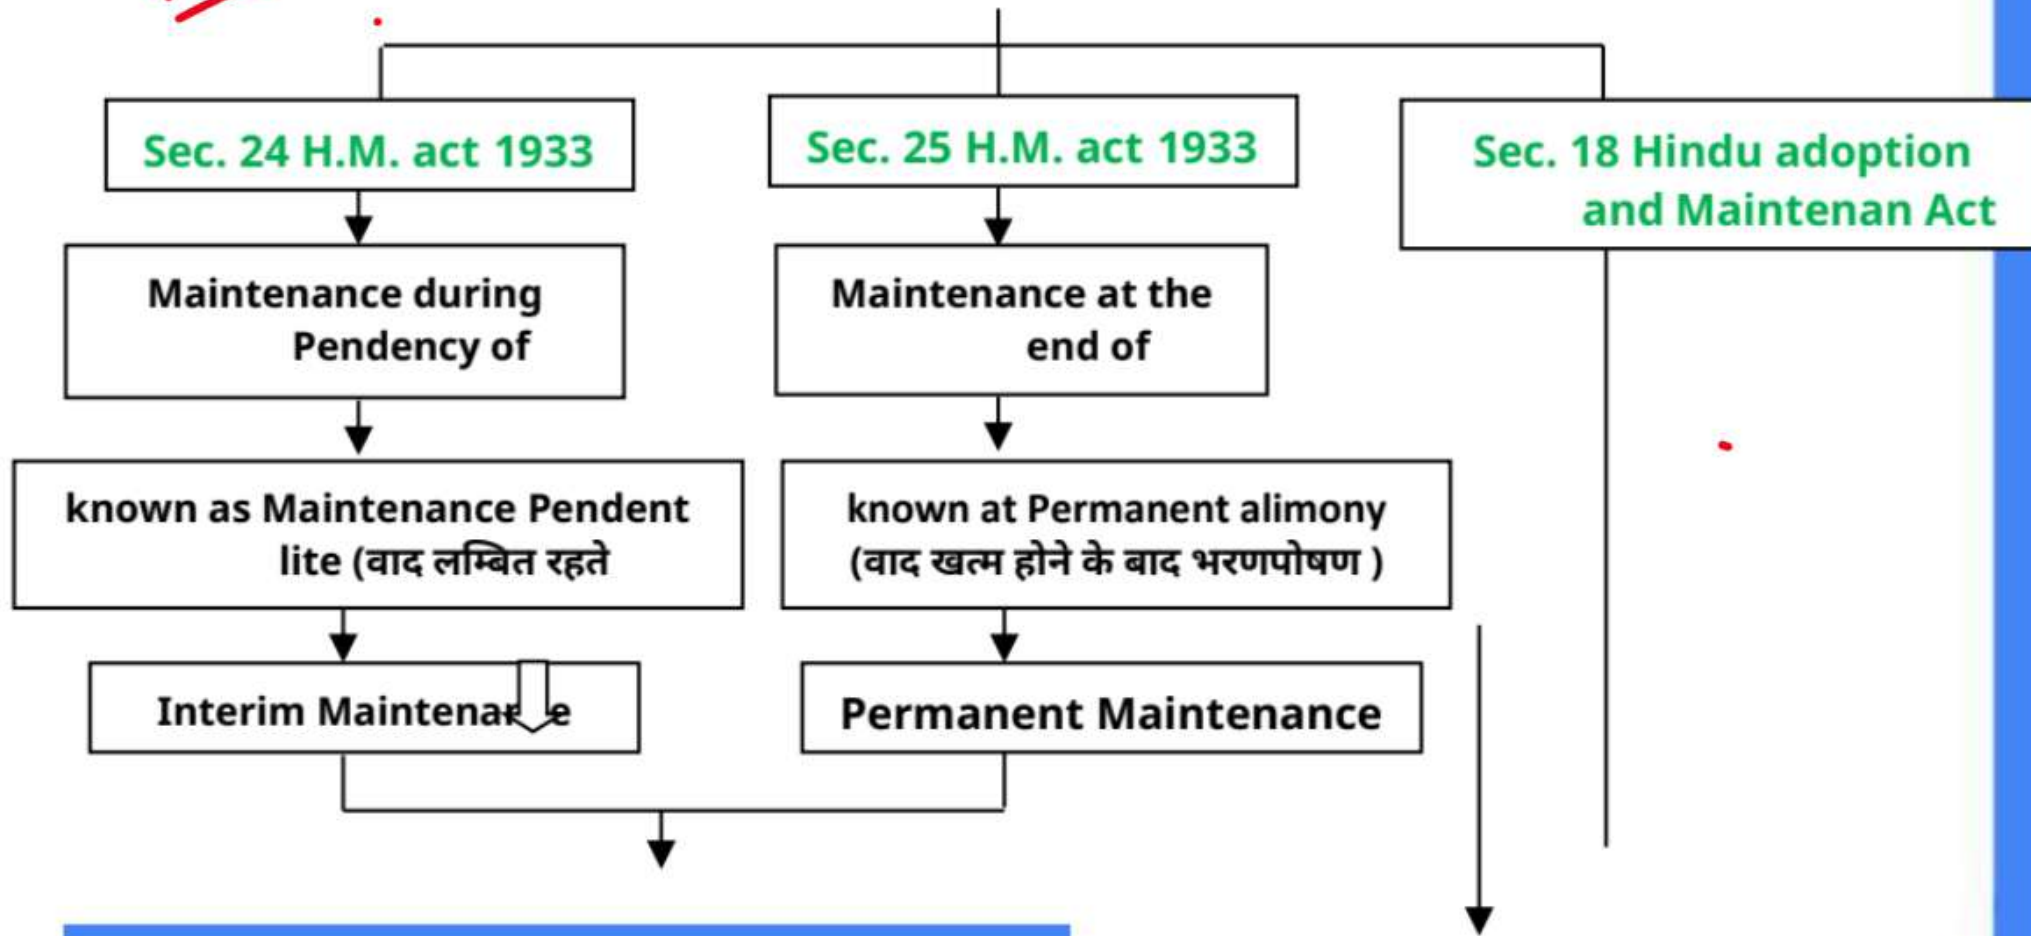 Sec. 24 H.M. act 1933
Sec. 25 H.M. act 1933
Sec. 18 Hindu adoption
and Maintenan Act
Maintenance during
Pendency of
Maintenance at the
end of
known as Maintenance Pendent
lite (वाद लम्बित रहते
known at Permanent alimony
(वाद खत्म होने के बाद भरणपोषण )
Interim
Permanent Maintenance